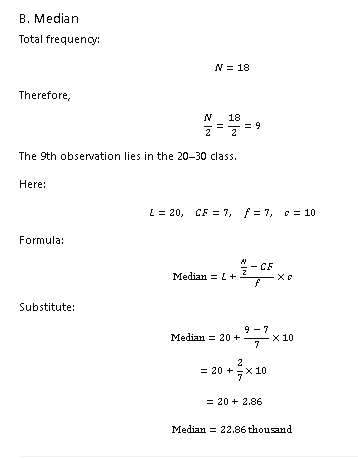 B. Median
Total frequency:
N = 18
Therefore,
N/2 = 18/2 = 9
The 9th observation lies in the 20–30 class.
Here:
L = 20, CF = 7, f = 7, c = 10
Formula:
Median = L + (N/2 − CF)/f × c
Substitute:
Median = 20 + (9 − 7)/7 × 10
= 20 + 2/7 × 10
= 20 + 2.86
Median = 22.86 thousand